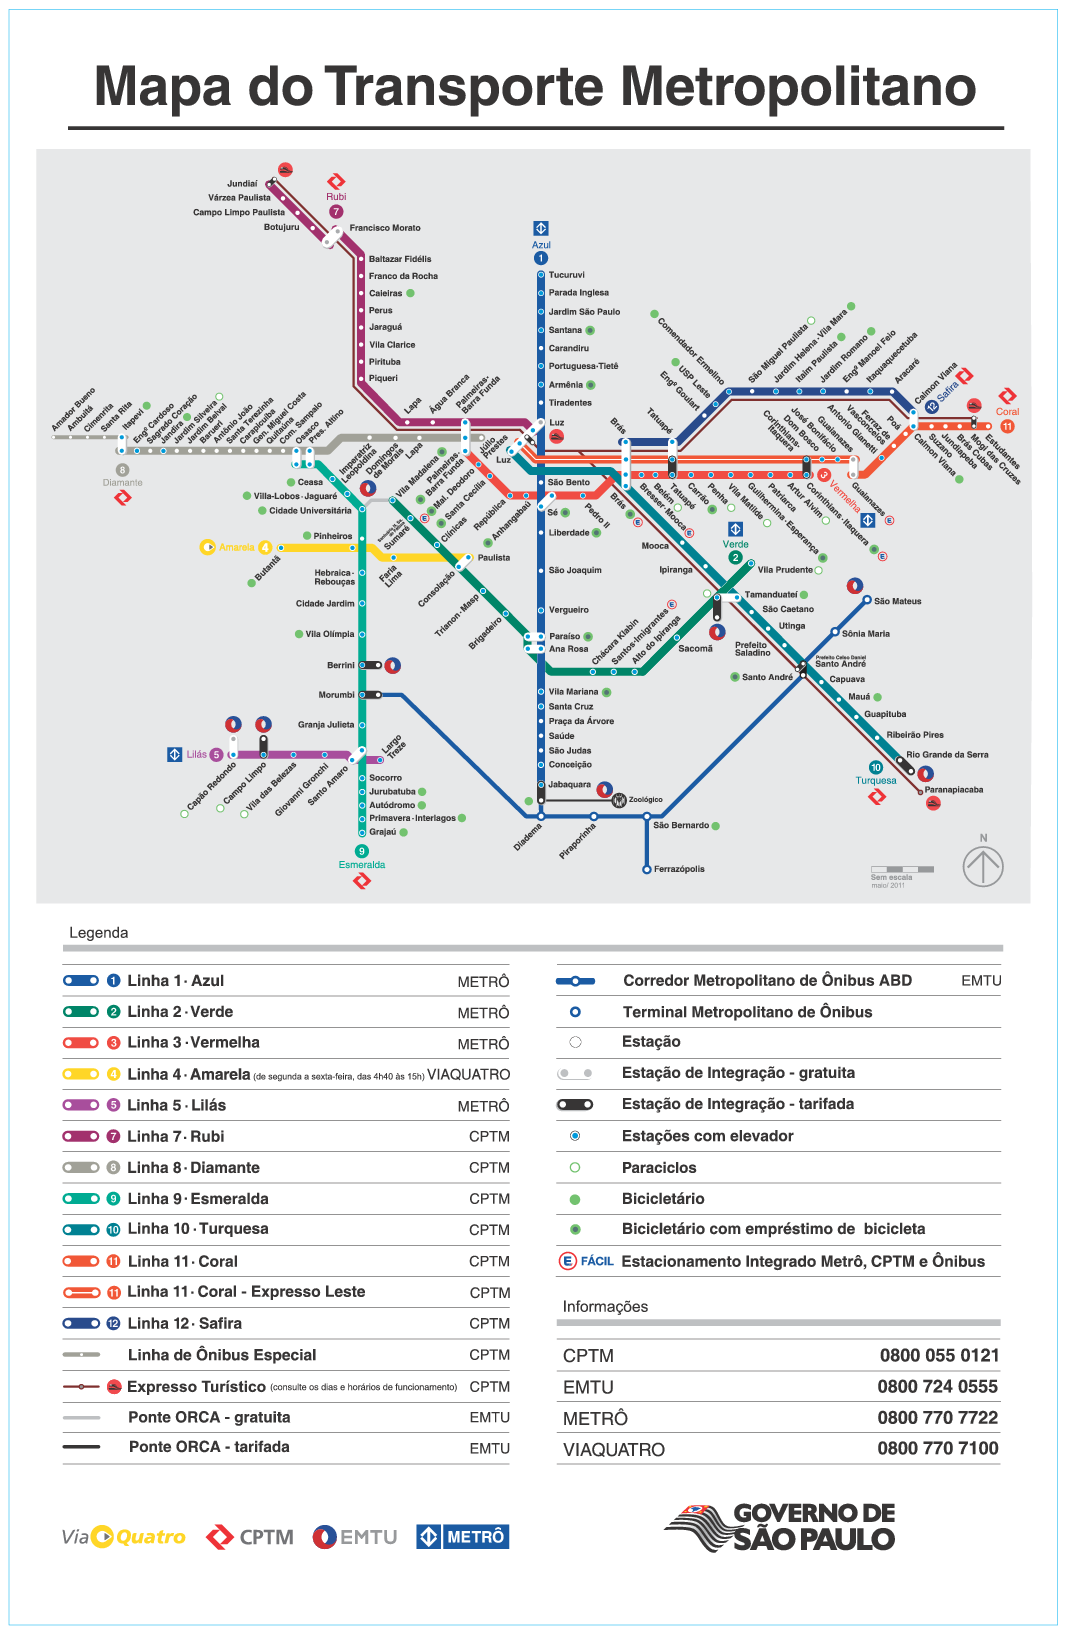 Mapa do Transporte Metropolitano
Jundiaí
Várzea Paulista
Campo Limpo Paulista
Botujuru
Rubi
7
Francisco Morato
Baltazar Fidélis
Franco da Rocha
Caieiras
Perus
Jaraguá
Vila Clarice
Pirituba
Piqueri
Lapa
Água Branca
Palmeiras-
Barra Funda
Azul
1
Tucuruvi
Parada Inglesa
Jardim São Paulo
Santana
Carandiru
Portuguesa-Tietê
Armênia
Tiradentes
Luz
São Bento
Sé
Liberdade
São Joaquim
Vergueiro
Paraíso
Ana Rosa
Vila Mariana
Santa Cruz
Praça da Árvore
Saúde
São Judas
Conceição
Jabaquara
Zoológico
Amador Bueno
Ambuitá
Cimenrita
Santa Rita
Itapevi
Engº Cardoso
Sagrado Coração
Jandira
Jardim Silveira
Jardim Belval
Barueri
Antônio João
Santa Terezinha
Carapicuíba
Gen. Miguel Costa
Quitaúna
Com. Sampaio
Osasco
Pres. Altino
Imperatriz
Leopoldina
Domingos
de Morais
Lapa
Júlio
Prestes
Luz
8
Diamante
Ceasa
Villa-Lobos - Jaguaré
Cidade Universitária
Pinheiros
Hebraica-
Rebouças
Cidade Jardim
Vila Olímpia
Berrini
Morumbi
Granja Julieta
Santo Amaro
Socorro
Jurubatuba
Autódromo
Primavera - Interlagos
Grajaú
9
Esmeralda
Amarela 4
Butantã
Faria
Lima
Paulista
Vila Madalena
Sumaré
Clínicas
Consolação
Trianon-Masp
Brigadeiro
Chácara Klabin
Santos-Imigrantes
Alto do Ipiranga
Sacomã
Tamanduateí
Vila Prudente
Verde
2
Palmeiras-
Barra Funda
Mal. Deodoro
Santa Cecília
República
Anhangabaú
Pedro II
Brás
Bresser-Mooca
Belém
Tatuapé
Carrão
Penha
Vila Matilde
Guilhermina-Esperança
Patriarca
Artur Alvim
Corinthians-Itaquera
Vermelha
3
Lilás 5
Capão Redondo
Campo Limpo
Vila das Belezas
Giovanni Gronchi
Largo
Treze
Brás
Tatuapé
Engº Goulart
USP Leste
Comendador Ermelino
São Miguel Paulista
Jardim Helena-Vila Mara
Itaim Paulista
Jardim Romano
Engº Manoel Feio
Itaquaquecetuba
Aracaré
Calmon Viana
12 Safira
Corinthians-
Itaquera
Dom Bosco
José Bonifácio
Guaianazes
Antonio Gianetti
Ferraz de
Vasconcelos
Poá
Guaianazes
Calmon Viana
Suzano
Jundiapeba
Brás Cubas
Mogi das Cruzes
Estudantes
Coral
11
Mooca
Ipiranga
São Caetano
Utinga
Prefeito
Saladino
Prefeito Celso Daniel
Santo André
Santo André
Capuava
Mauá
Guapituba
Ribeirão Pires
Rio Grande da Serra
Paranapiacaba
10
Turquesa
São Mateus
Sônia Maria
Diadema
Piraporinha
São Bernardo
Ferrazópolis
N
Sem escala
maio/ 2011
Legenda
1 Linha 1 · Azul METRÔ
2 Linha 2 · Verde METRÔ
3 Linha 3 · Vermelha METRÔ
4 Linha 4 · Amarela (de segunda a sexta-feira, das 4h40 às 15h) VIAQUATRO
5 Linha 5 · Lilás METRÔ
7 Linha 7 · Rubi CPTM
8 Linha 8 · Diamante CPTM
9 Linha 9 · Esmeralda CPTM
10 Linha 10 · Turquesa CPTM
11 Linha 11 · Coral CPTM
11 Linha 11 · Coral - Expresso Leste CPTM
12 Linha 12 · Safira CPTM
Linha de Ônibus Especial CPTM
Expresso Turístico (consulte os dias e horários de funcionamento) CPTM
Ponte ORCA - gratuita EMTU
Ponte ORCA - tarifada EMTU
Corredor Metropolitano de Ônibus ABD EMTU
Terminal Metropolitano de Ônibus
Estação
Estação de Integração - gratuita
Estação de Integração - tarifada
Estações com elevador
Paraciclos
Bicicletário
Bicicletário com empréstimo de bicicleta
E FÁCIL Estacionamento Integrado Metrô, CPTM e Ônibus
Informações
CPTM 0800 055 0121
EMTU 0800 724 0555
METRÔ 0800 770 7722
VIAQUATRO 0800 770 7100
Via Quatro
CPTM
EMTU
METRÔ
GOVERNO DE
SÃO PAULO